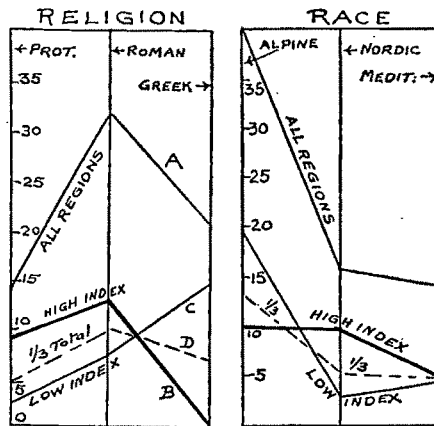 RELIGION
←PROT.
←ROMAN
GREEK→
35
30
25
20
15
10
5
0
ALL REGIONS
A
HIGH INDEX
C
1/3 Total
D
LOW INDEX
B
RACE
ALPINE
←NORDIC
MEDIT.→
35
30
25
20
15
10
5
ALL REGIONS
HIGH INDEX
1/3
1/3
LOW INDEX